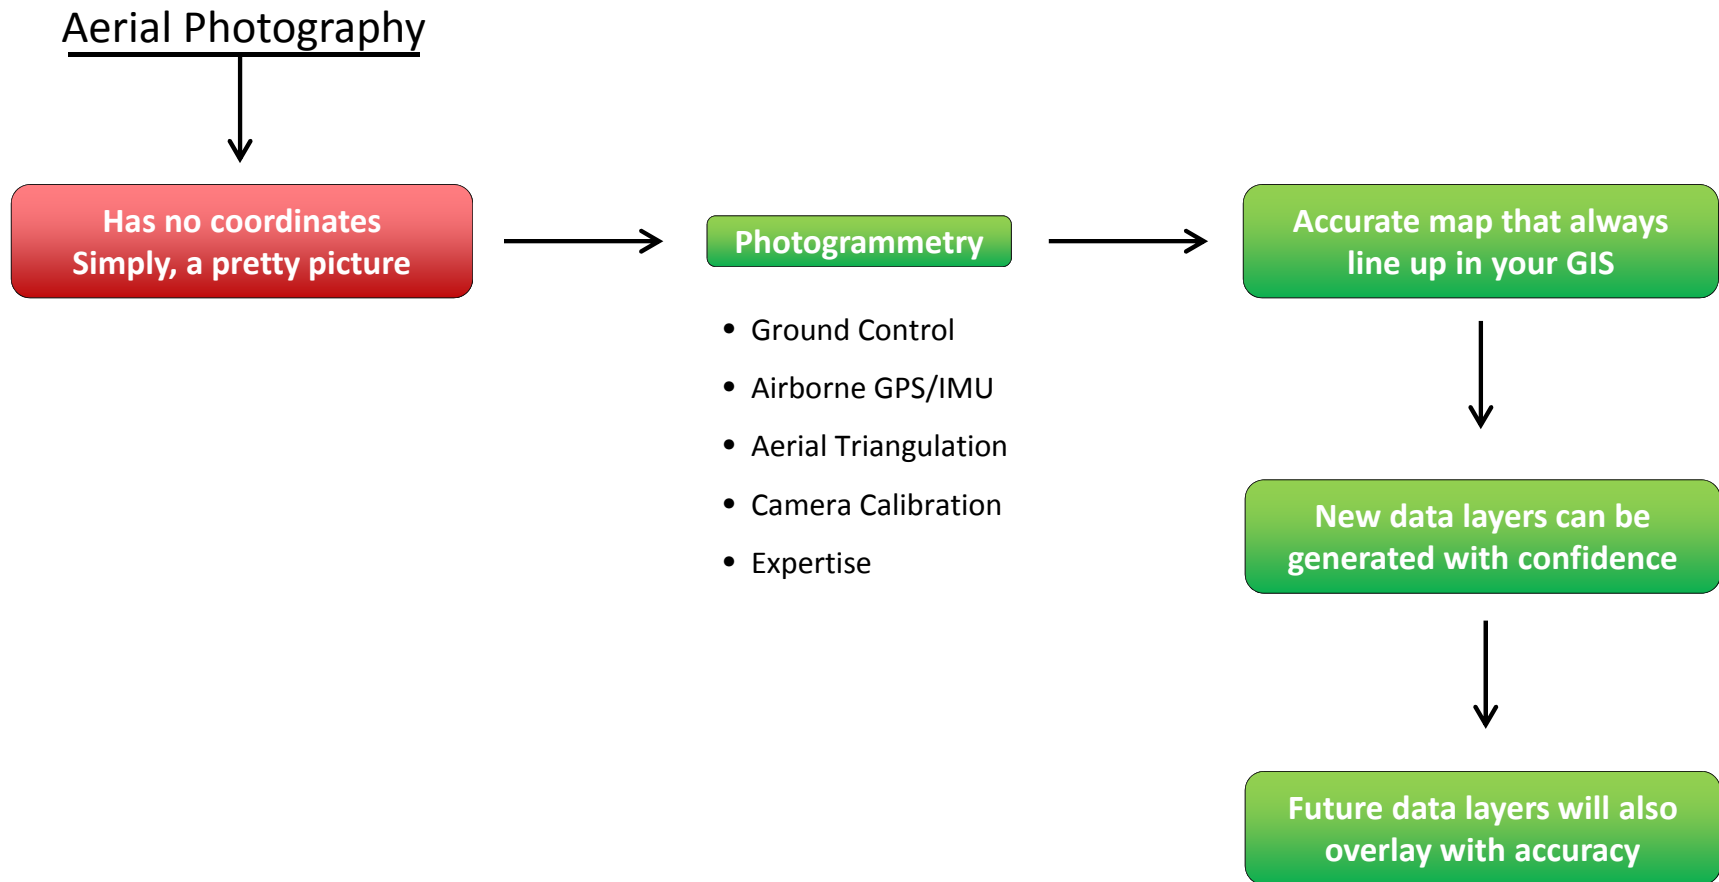 Aerial Photography
Has no coordinates
Simply, a pretty picture
Photogrammetry
• Ground Control
• Airborne GPS/IMU
• Aerial Triangulation
• Camera Calibration
• Expertise
Accurate map that always
line up in your GIS
New data layers can be
generated with confidence
Future data layers will also
overlay with accuracy